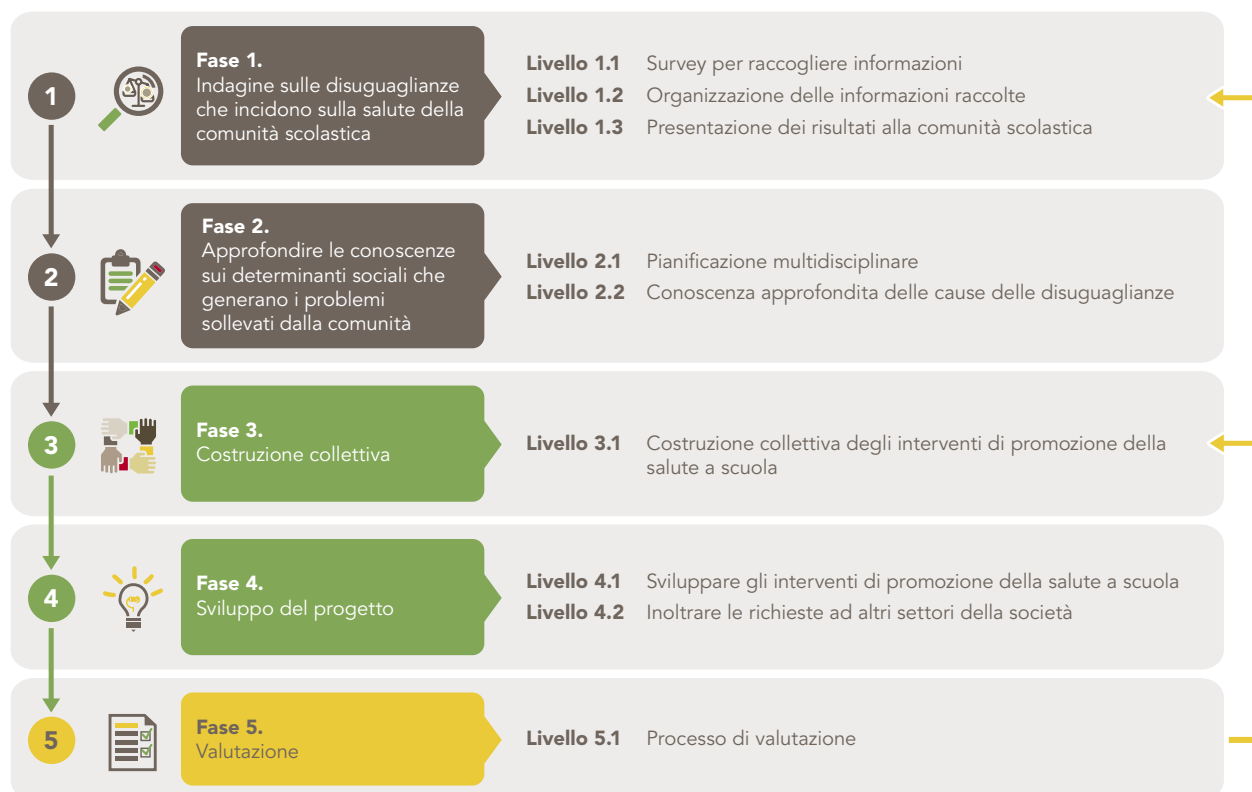 1
Fase 1.
Indagine sulle disuguaglianze
che incidono sulla salute della
comunità scolastica
Livello 1.1 Survey per raccogliere informazioni
Livello 1.2 Organizzazione delle informazioni raccolte
Livello 1.3 Presentazione dei risultati alla comunità scolastica
2
Fase 2.
Approfondire le conoscenze
sui determinanti sociali che
generano i problemi
sollevati dalla comunità
Livello 2.1 Pianificazione multidisciplinare
Livello 2.2 Conoscenza approfondita delle cause delle disuguaglianze
3
Fase 3.
Costruzione collettiva
Livello 3.1 Costruzione collettiva degli interventi di promozione della
salute a scuola
4
Fase 4.
Sviluppo del progetto
Livello 4.1 Sviluppare gli interventi di promozione della salute a scuola
Livello 4.2 Inoltrare le richieste ad altri settori della società
5
Fase 5.
Valutazione
Livello 5.1 Processo di valutazione